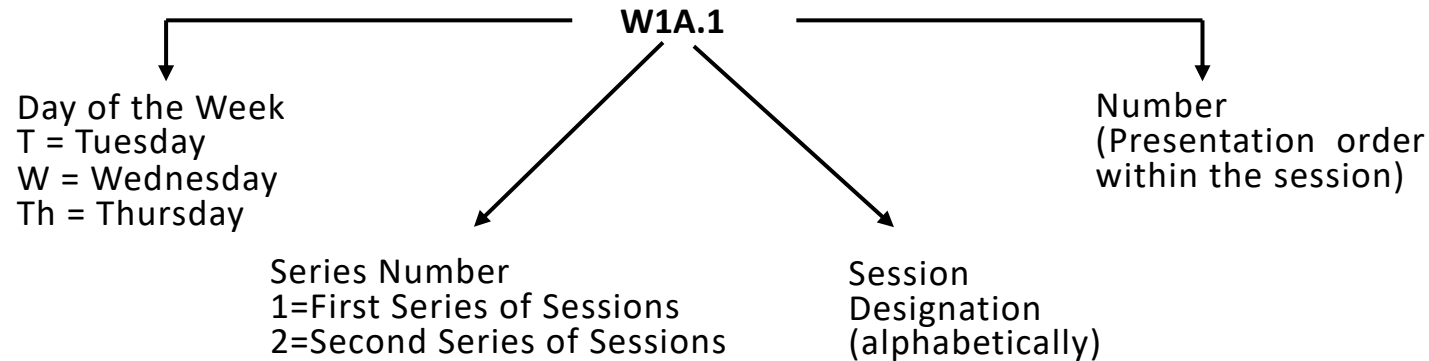 W1A.1
Day of the Week
T = Tuesday
W = Wednesday
Th = Thursday
Series Number
1=First Series of Sessions
2=Second Series of Sessions
Session
Designation
(alphabetically)
Number
(Presentation order
within the session)